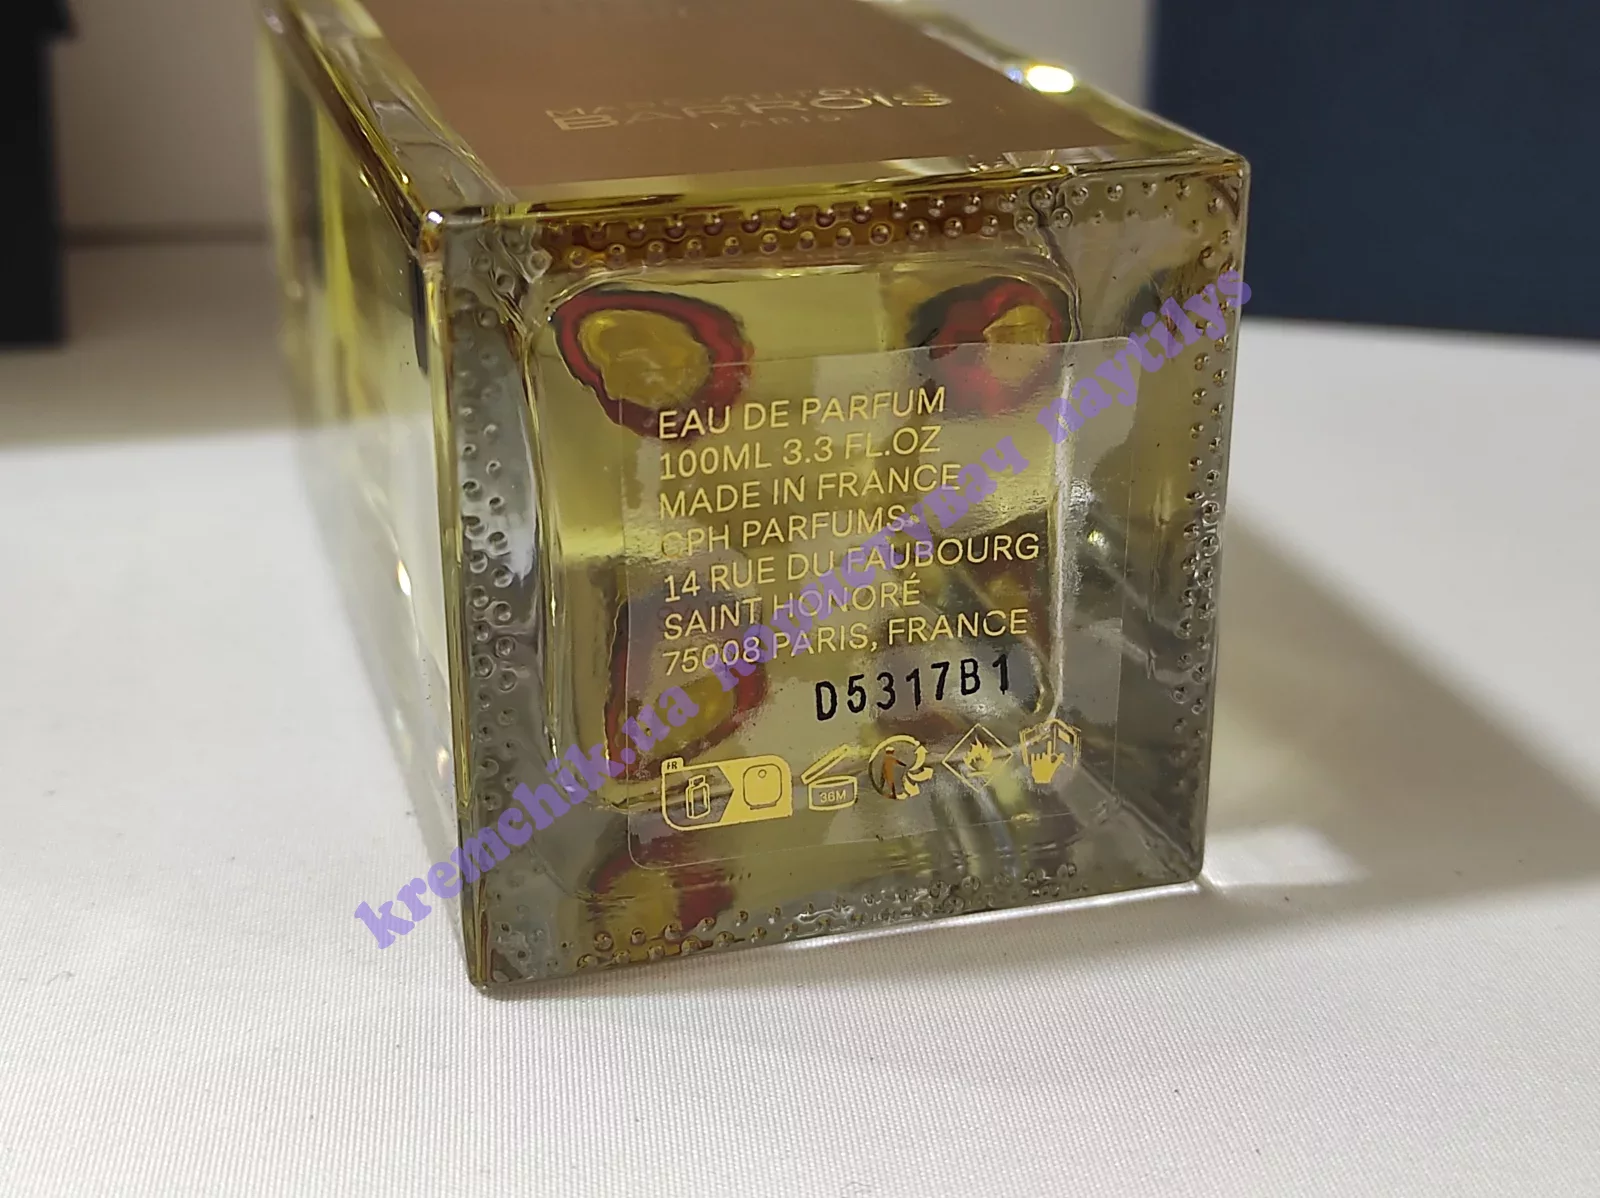 BARROIS
PARIS
EAU DE PARFUM
100ML 3.3 FL.OZ
MADE IN FRANCE
CPH PARFUMS
14 RUE DU FAUBOURG
SAINT HONORÉ
75008 PARIS, FRANCE
D5317B1
FR
36M
kremchik.ua